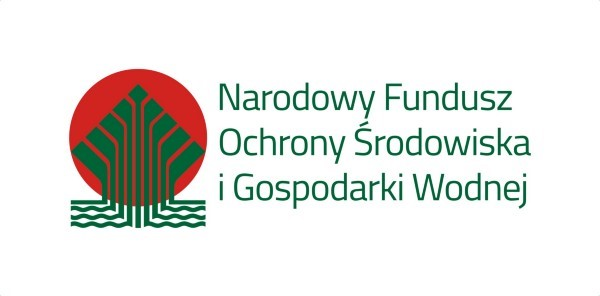 Narodowy Fundusz
Ochrony Środowiska
i Gospodarki Wodnej